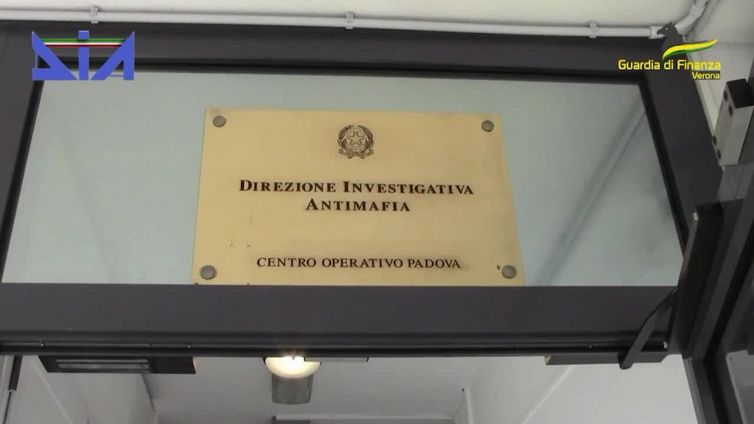 DIA
Guardia di Finanza
Verona
DIREZIONE INVESTIGATIVA
ANTIMAFIA
CENTRO OPERATIVO PADOVA